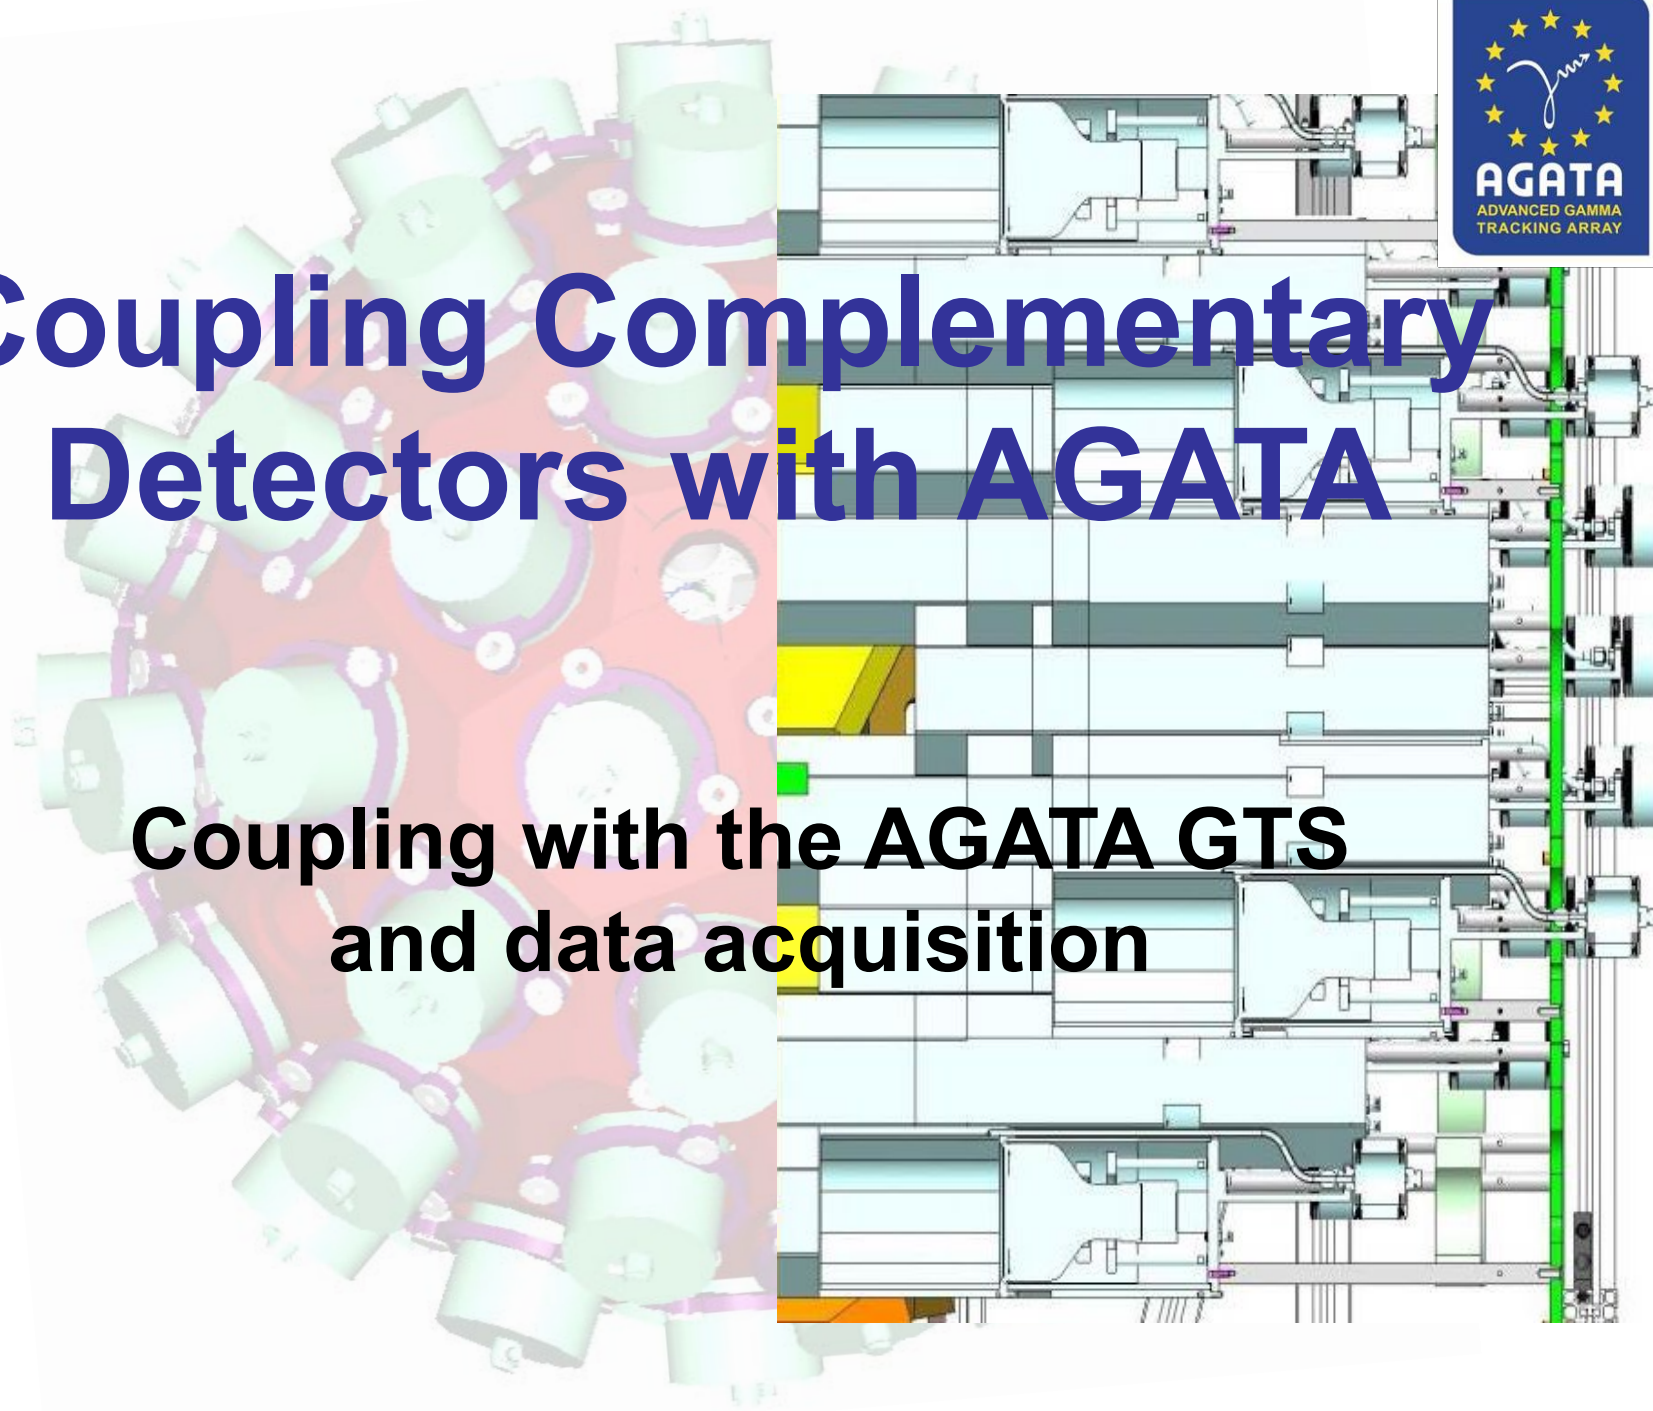 AGATA
ADVANCED GAMMA
TRACKING ARRAY
Coupling Complementary
Detectors with AGATA
Coupling with the AGATA GTS
and data acquisition